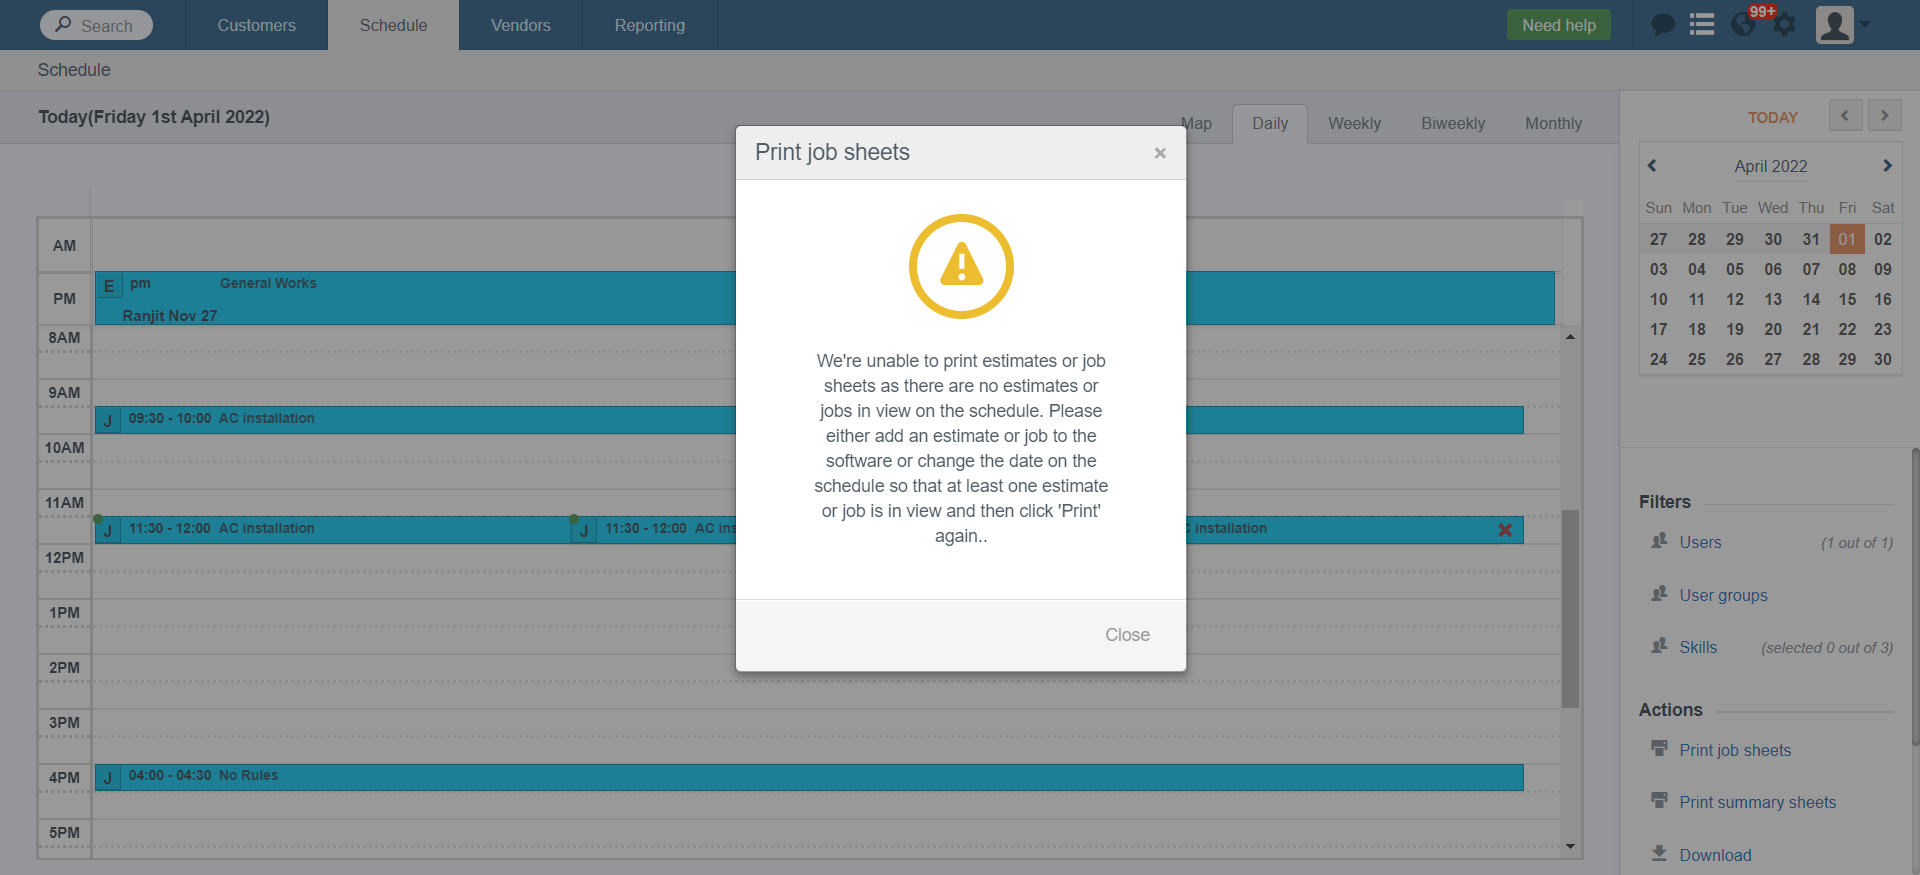 Search
Customers
Schedule
Vendors
Reporting
Need help
99+
Schedule
Today(Friday 1st April 2022)
Map
Daily
Weekly
Biweekly
Monthly
AM
PM
E pm General Works
Ranjit Nov 27
8AM
9AM
J 09:30 - 10:00 AC installation
10AM
11AM
J 11:30 - 12:00 AC installation
J 11:30 - 12:00 AC ins
installation
12PM
1PM
2PM
3PM
4PM
J 04:00 - 04:30 No Rules
5PM
Print job sheets
×
We're unable to print estimates or job
sheets as there are no estimates or
jobs in view on the schedule. Please
either add an estimate or job to the
software or change the date on the
schedule so that at least one estimate
or job is in view and then click 'Print'
again..
Close
TODAY
April 2022
Sun Mon Tue Wed Thu Fri Sat
27 28 29 30 31 01 02
03 04 05 06 07 08 09
10 11 12 13 14 15 16
17 18 19 20 21 22 23
24 25 26 27 28 29 30
Filters
Users (1 out of 1)
User groups
Skills (selected 0 out of 3)
Actions
Print job sheets
Print summary sheets
Download